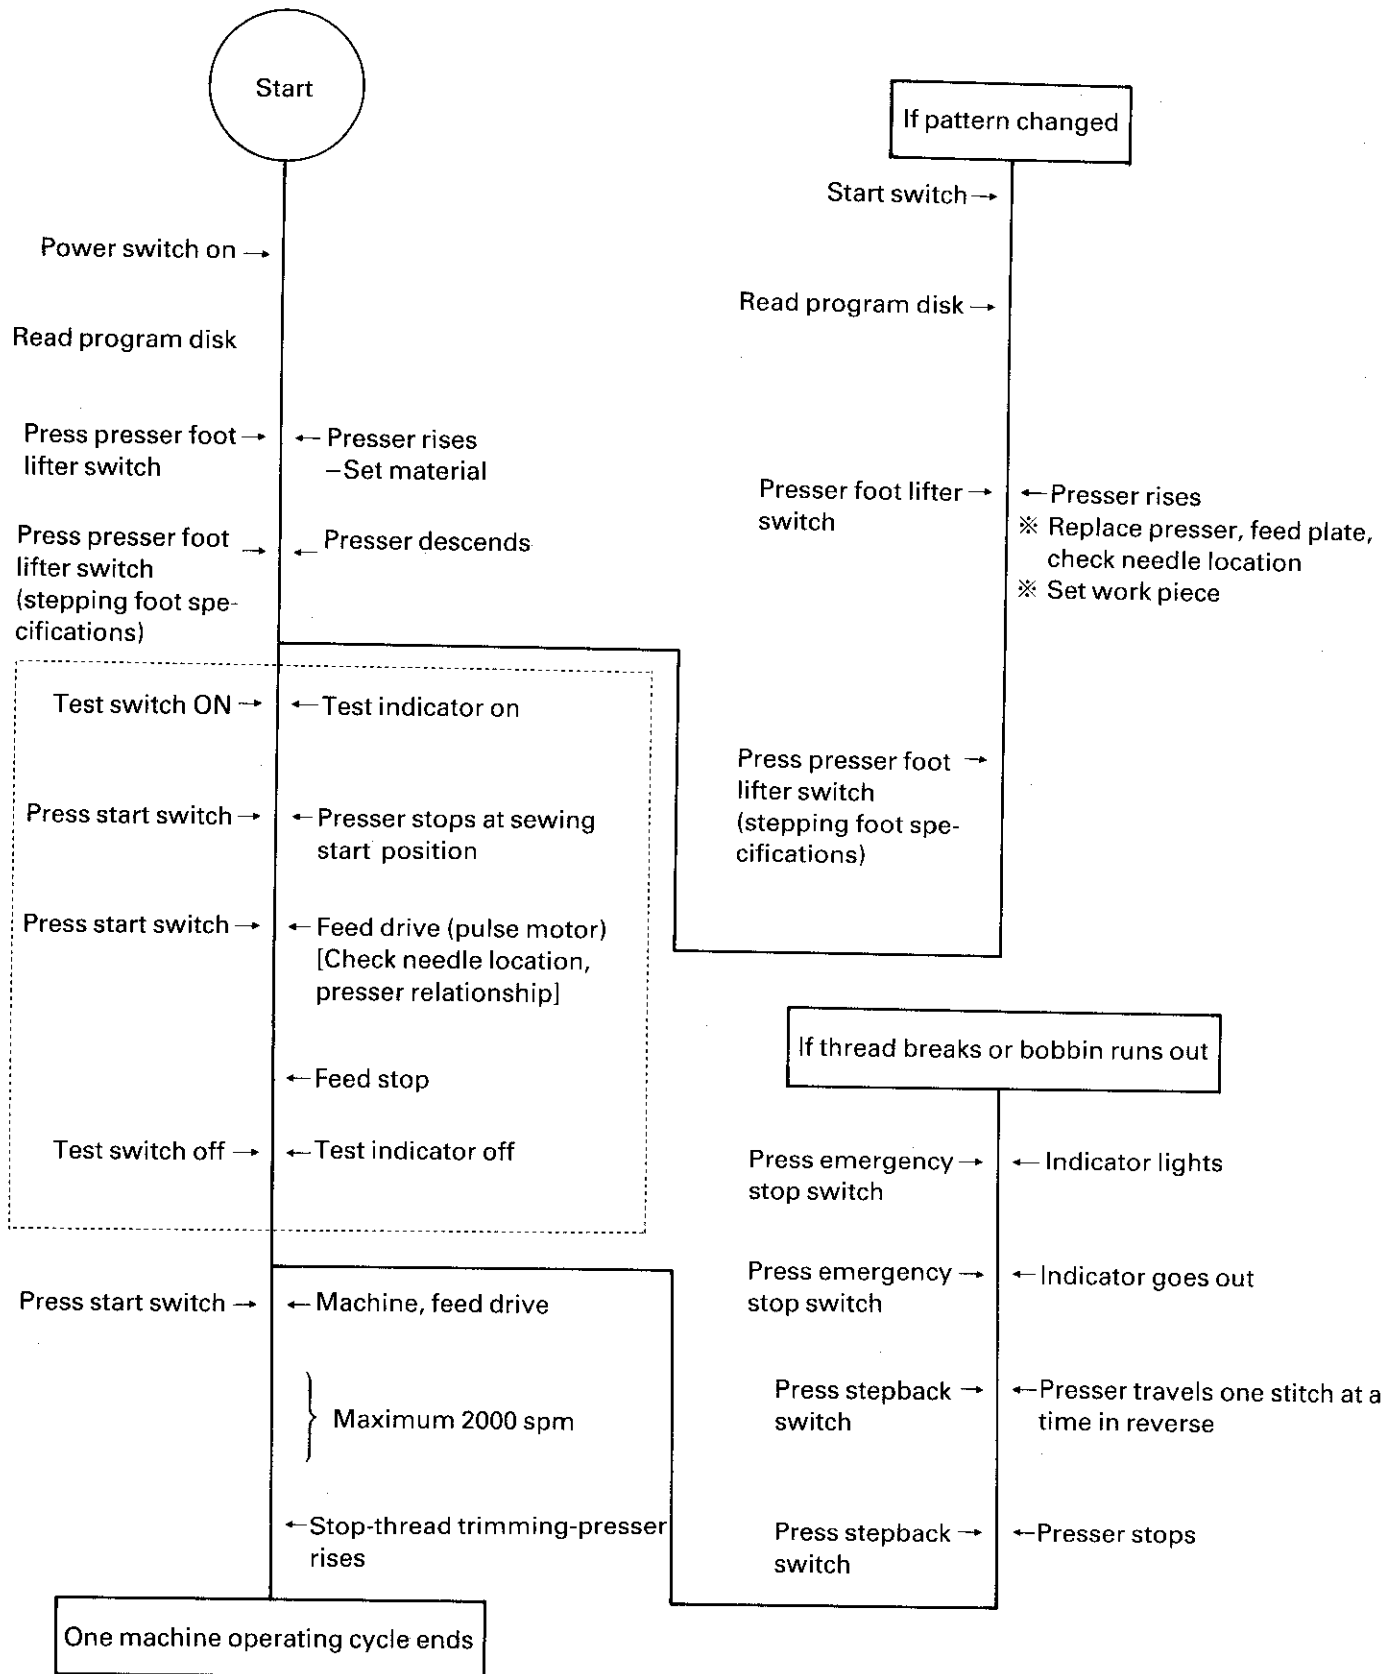 Start
Power switch on →
Read program disk
Press presser foot →
lifter switch
← Presser rises
–Set material
Press presser foot →
lifter switch
(stepping foot spe-
cifications)
← Presser descends
Test switch ON →
← Test indicator on
Press start switch →
← Presser stops at sewing
start position
Press start switch →
← Feed drive (pulse motor)
[Check needle location,
presser relationship]
← Feed stop
Test switch off →
← Test indicator off
Press start switch →
← Machine, feed drive
} Maximum 2000 spm
← Stop-thread trimming-presser
rises
One machine operating cycle ends
If pattern changed
Start switch →
Read program disk →
Presser foot lifter →
switch
← Presser rises
※ Replace presser, feed plate,
check needle location
※ Set work piece
Press presser foot →
lifter switch
(stepping foot spe-
cifications)
If thread breaks or bobbin runs out
Press emergency →
stop switch
← Indicator lights
Press emergency →
stop switch
← Indicator goes out
Press stepback →
switch
← Presser travels one stitch at a
time in reverse
Press stepback →
switch
← Presser stops